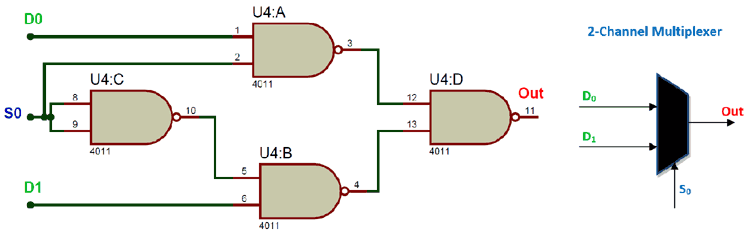 D0
U4:A
1
2
3
4011
2-Channel Multiplexer
S0
U4:C
8
9
10
4011
U4:D
12
13
Out
11
4011
D0
D1
Out
S0
U4:B
5
6
4
4011
D1